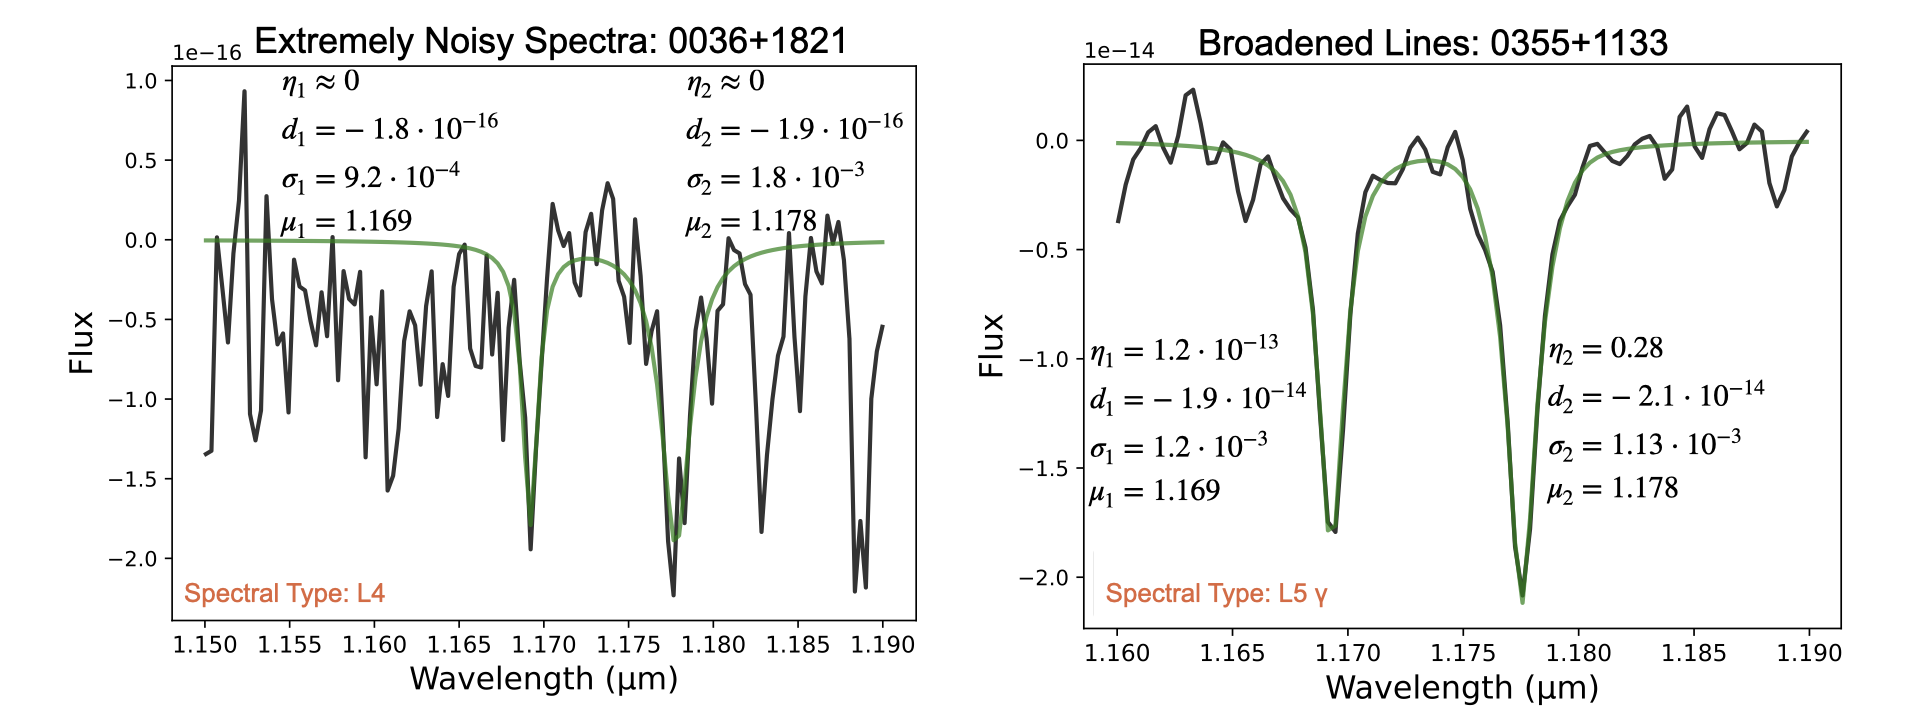 Extremely Noisy Spectra: 0036+1821
1e−16
η₁ ≈ 0
d₁ = − 1.8 · 10⁻¹⁶
σ₁ = 9.2 · 10⁻⁴
μ₁ = 1.169
η₂ ≈ 0
d₂ = − 1.9 · 10⁻¹⁶
σ₂ = 1.8 · 10⁻³
μ₂ = 1.178
1.0
0.5
0.0
−0.5
−1.0
−1.5
−2.0
Flux
Spectral Type: L4
1.150 1.155 1.160 1.165 1.170 1.175 1.180 1.185 1.190
Wavelength (μm)
Broadened Lines: 0355+1133
1e−14
0.0
−0.5
−1.0
−1.5
−2.0
Flux
η₁ = 1.2 · 10⁻¹³
d₁ = − 1.9 · 10⁻¹⁴
σ₁ = 1.2 · 10⁻³
μ₁ = 1.169
η₂ = 0.28
d₂ = − 2.1 · 10⁻¹⁴
σ₂ = 1.13 · 10⁻³
μ₂ = 1.178
Spectral Type: L5 γ
1.160 1.165 1.170 1.175 1.180 1.185 1.190
Wavelength (μm)